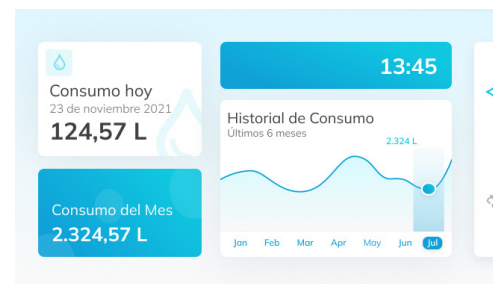 Consumo hoy
23 de noviembre 2021
124,57 L
Consumo del Mes
2.324,57 L
13:45
Historial de Consumo
Últimos 6 meses
2.324 L
Jan Feb Mar Apr May Jun Jul